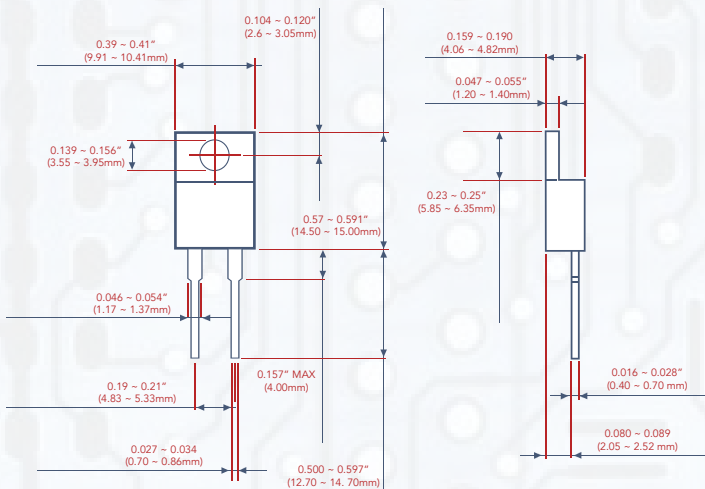 0.104 ~ 0.120"
(2.6 ~ 3.05mm)
0.39 ~ 0.41"
(9.91 ~ 10.41mm)
0.159 ~ 0.190
(4.06 ~ 4.82mm)
0.047 ~ 0.055"
(1.20 ~ 1.40mm)
0.139 ~ 0.156"
(3.55 ~ 3.95mm)
0.23 ~ 0.25"
(5.85 ~ 6.35mm)
0.57 ~ 0.591"
(14.50 ~ 15.00mm)
0.046 ~ 0.054"
(1.17 ~ 1.37mm)
0.157" MAX
(4.00mm)
0.016 ~ 0.028"
(0.40 ~ 0.70 mm)
0.19 ~ 0.21"
(4.83 ~ 5.33mm)
0.080 ~ 0.089
(2.05 ~ 2.52 mm)
0.027 ~ 0.034
(0.70 ~ 0.86mm)
0.500 ~ 0.597"
(12.70 ~ 14. 70mm)